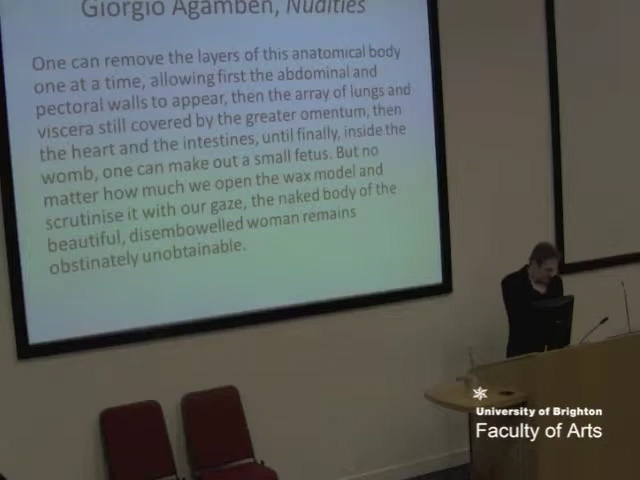 Giorgio Agamben, Nudities
One can remove the layers of this anatomical body
one at a time, allowing first the abdominal and
pectoral walls to appear, then the array of lungs and
viscera still covered by the greater omentum, then
the heart and the intestines, until finally, inside the
womb, one can make out a small fetus. But no
matter how much we open the wax model and
scrutinise it with our gaze, the naked body of the
beautiful, disembowelled woman remains
obstinately unobtainable.
University of Brighton
Faculty of Arts